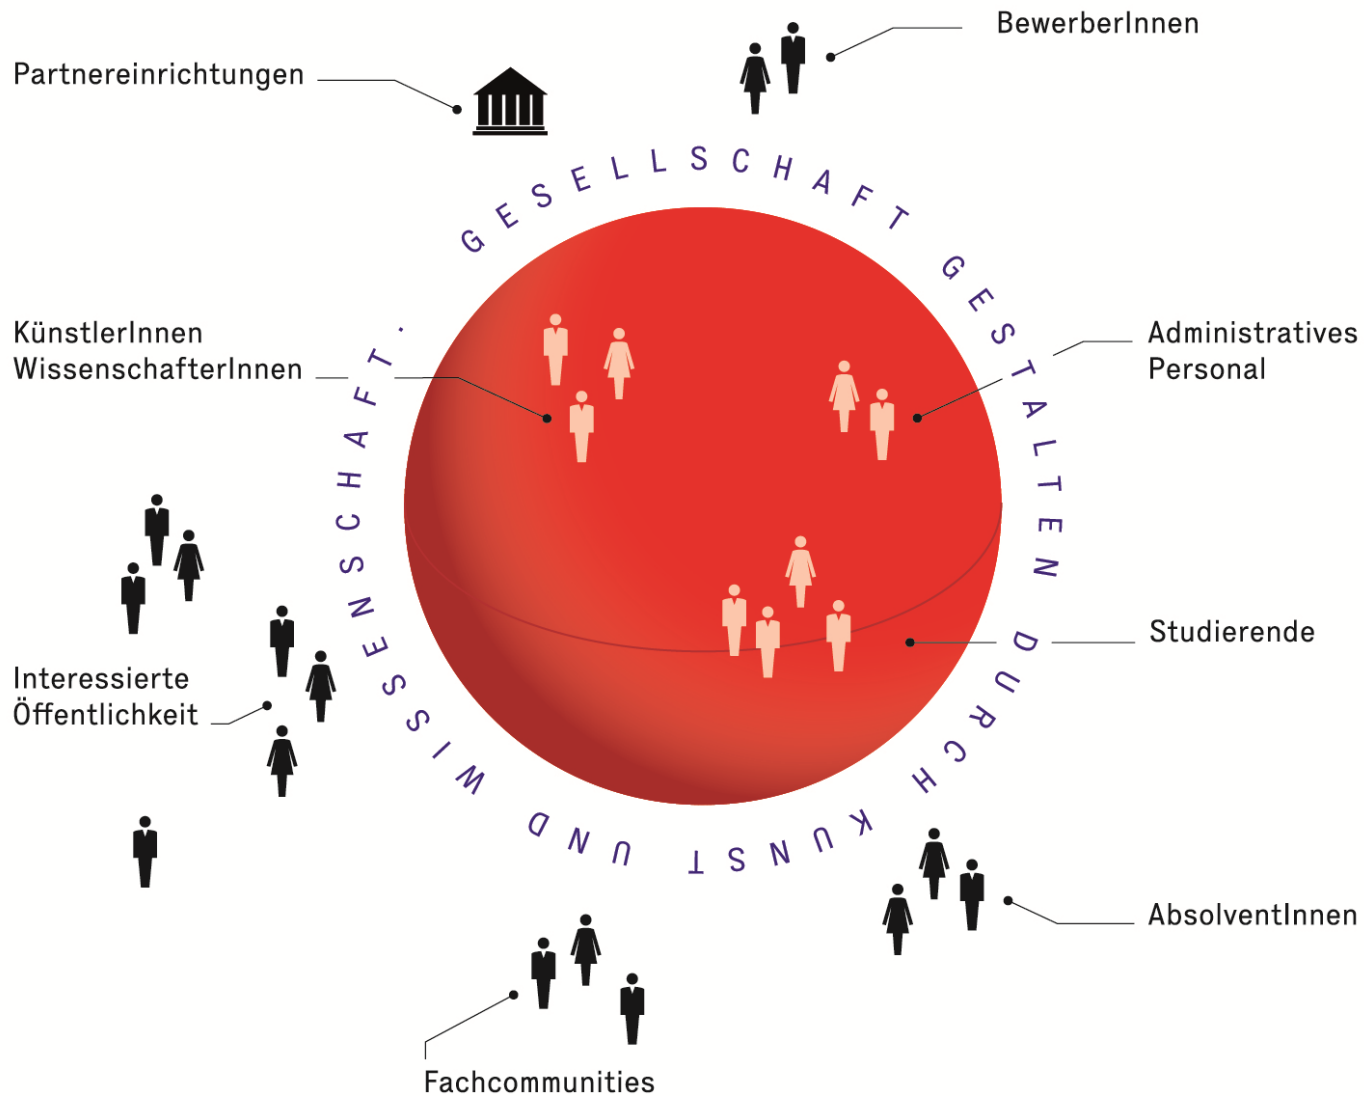 BewerberInnen
Partnereinrichtungen
GESELLSCHAFT GESTALTEN DURCH KUNST UND WISSENSCHAFT.
KünstlerInnen
WissenschafterInnen
Administratives
Personal
Studierende
Interessierte
Öffentlichkeit
AbsolventInnen
Fachcommunities